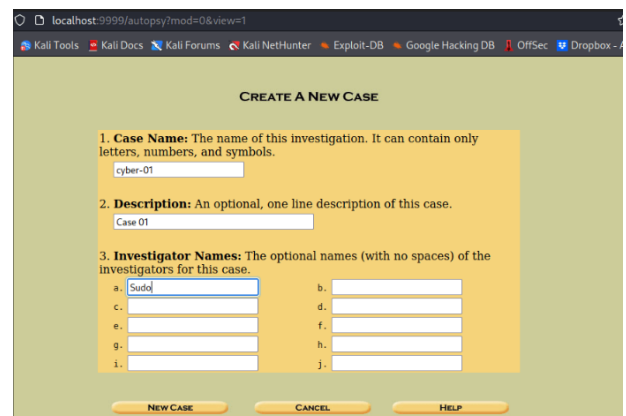 localhost:9999/autopsy?mod=0&view=1
Kali Tools Kali Docs Kali Forums Kali NetHunter Exploit-DB Google Hacking DB OffSec Dropbox - A
CREATE A NEW CASE
1. Case Name: The name of this investigation. It can contain only
letters, numbers, and symbols.
cyber-01
2. Description: An optional, one line description of this case.
Case 01
3. Investigator Names: The optional names (with no spaces) of the
investigators for this case.
a. Sudo b.
c. d.
e. f.
g. h.
i. j.
NEW CASE CANCEL HELP